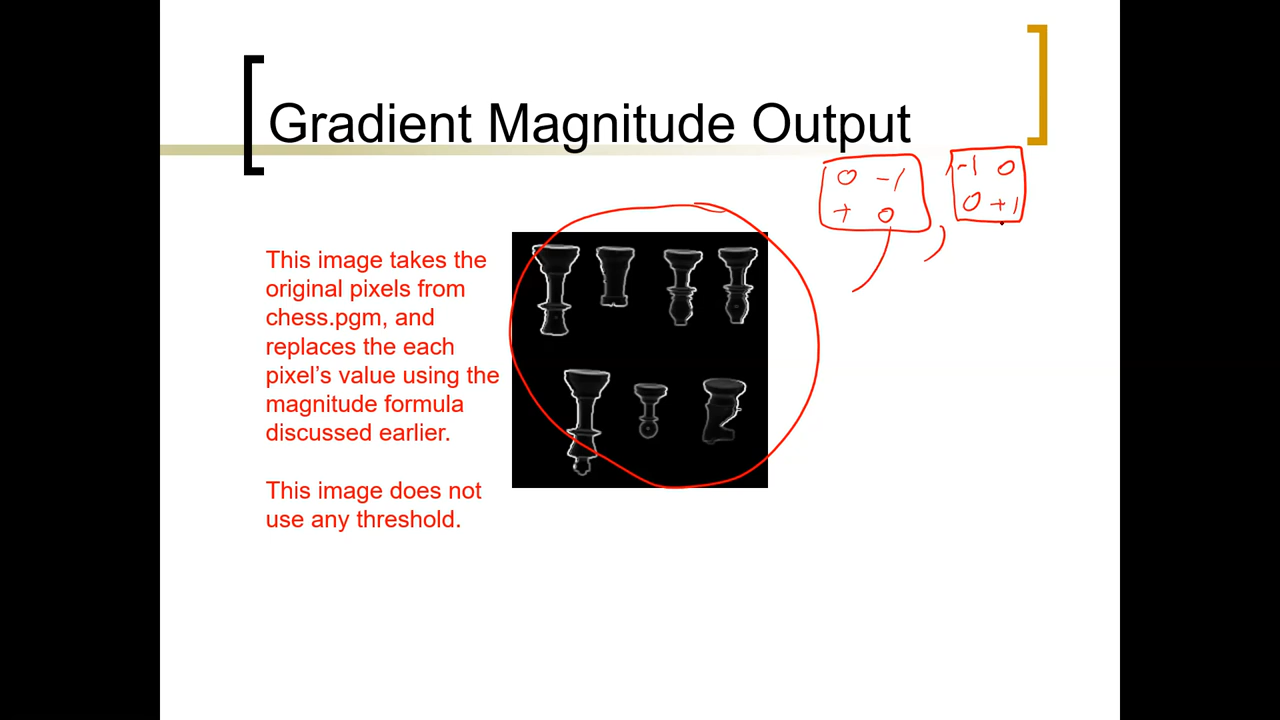 Gradient Magnitude Output
0 -1
+ 0
,
-1 0
0 +1
This image takes the
original pixels from
chess.pgm, and
replaces the each
pixel’s value using the
magnitude formula
discussed earlier.
This image does not
use any threshold.